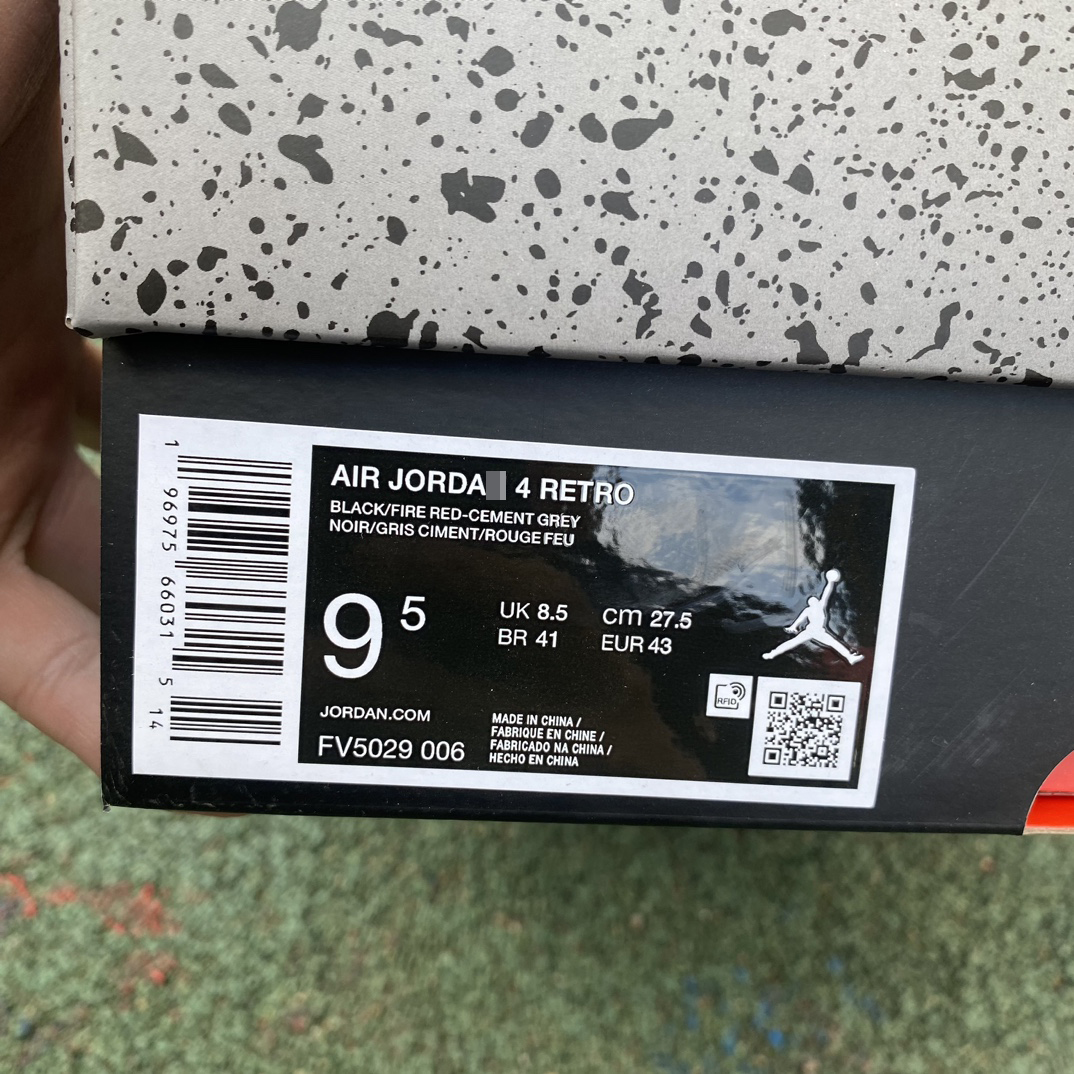 AIR JORDA 4 RETRO
BLACK/FIRE RED-CEMENT GREY
NOIR/GRIS CIMENT/ROUGE FEU
9 5
UK 8.5 cm 27.5
BR 41 EUR 43
RFID
JORDAN.COM
FV5029 006
MADE IN CHINA /
FABRIQUE EN CHINE /
FABRICADO NA CHINA /
HECHO EN CHINA
1 96975 66031 5 14